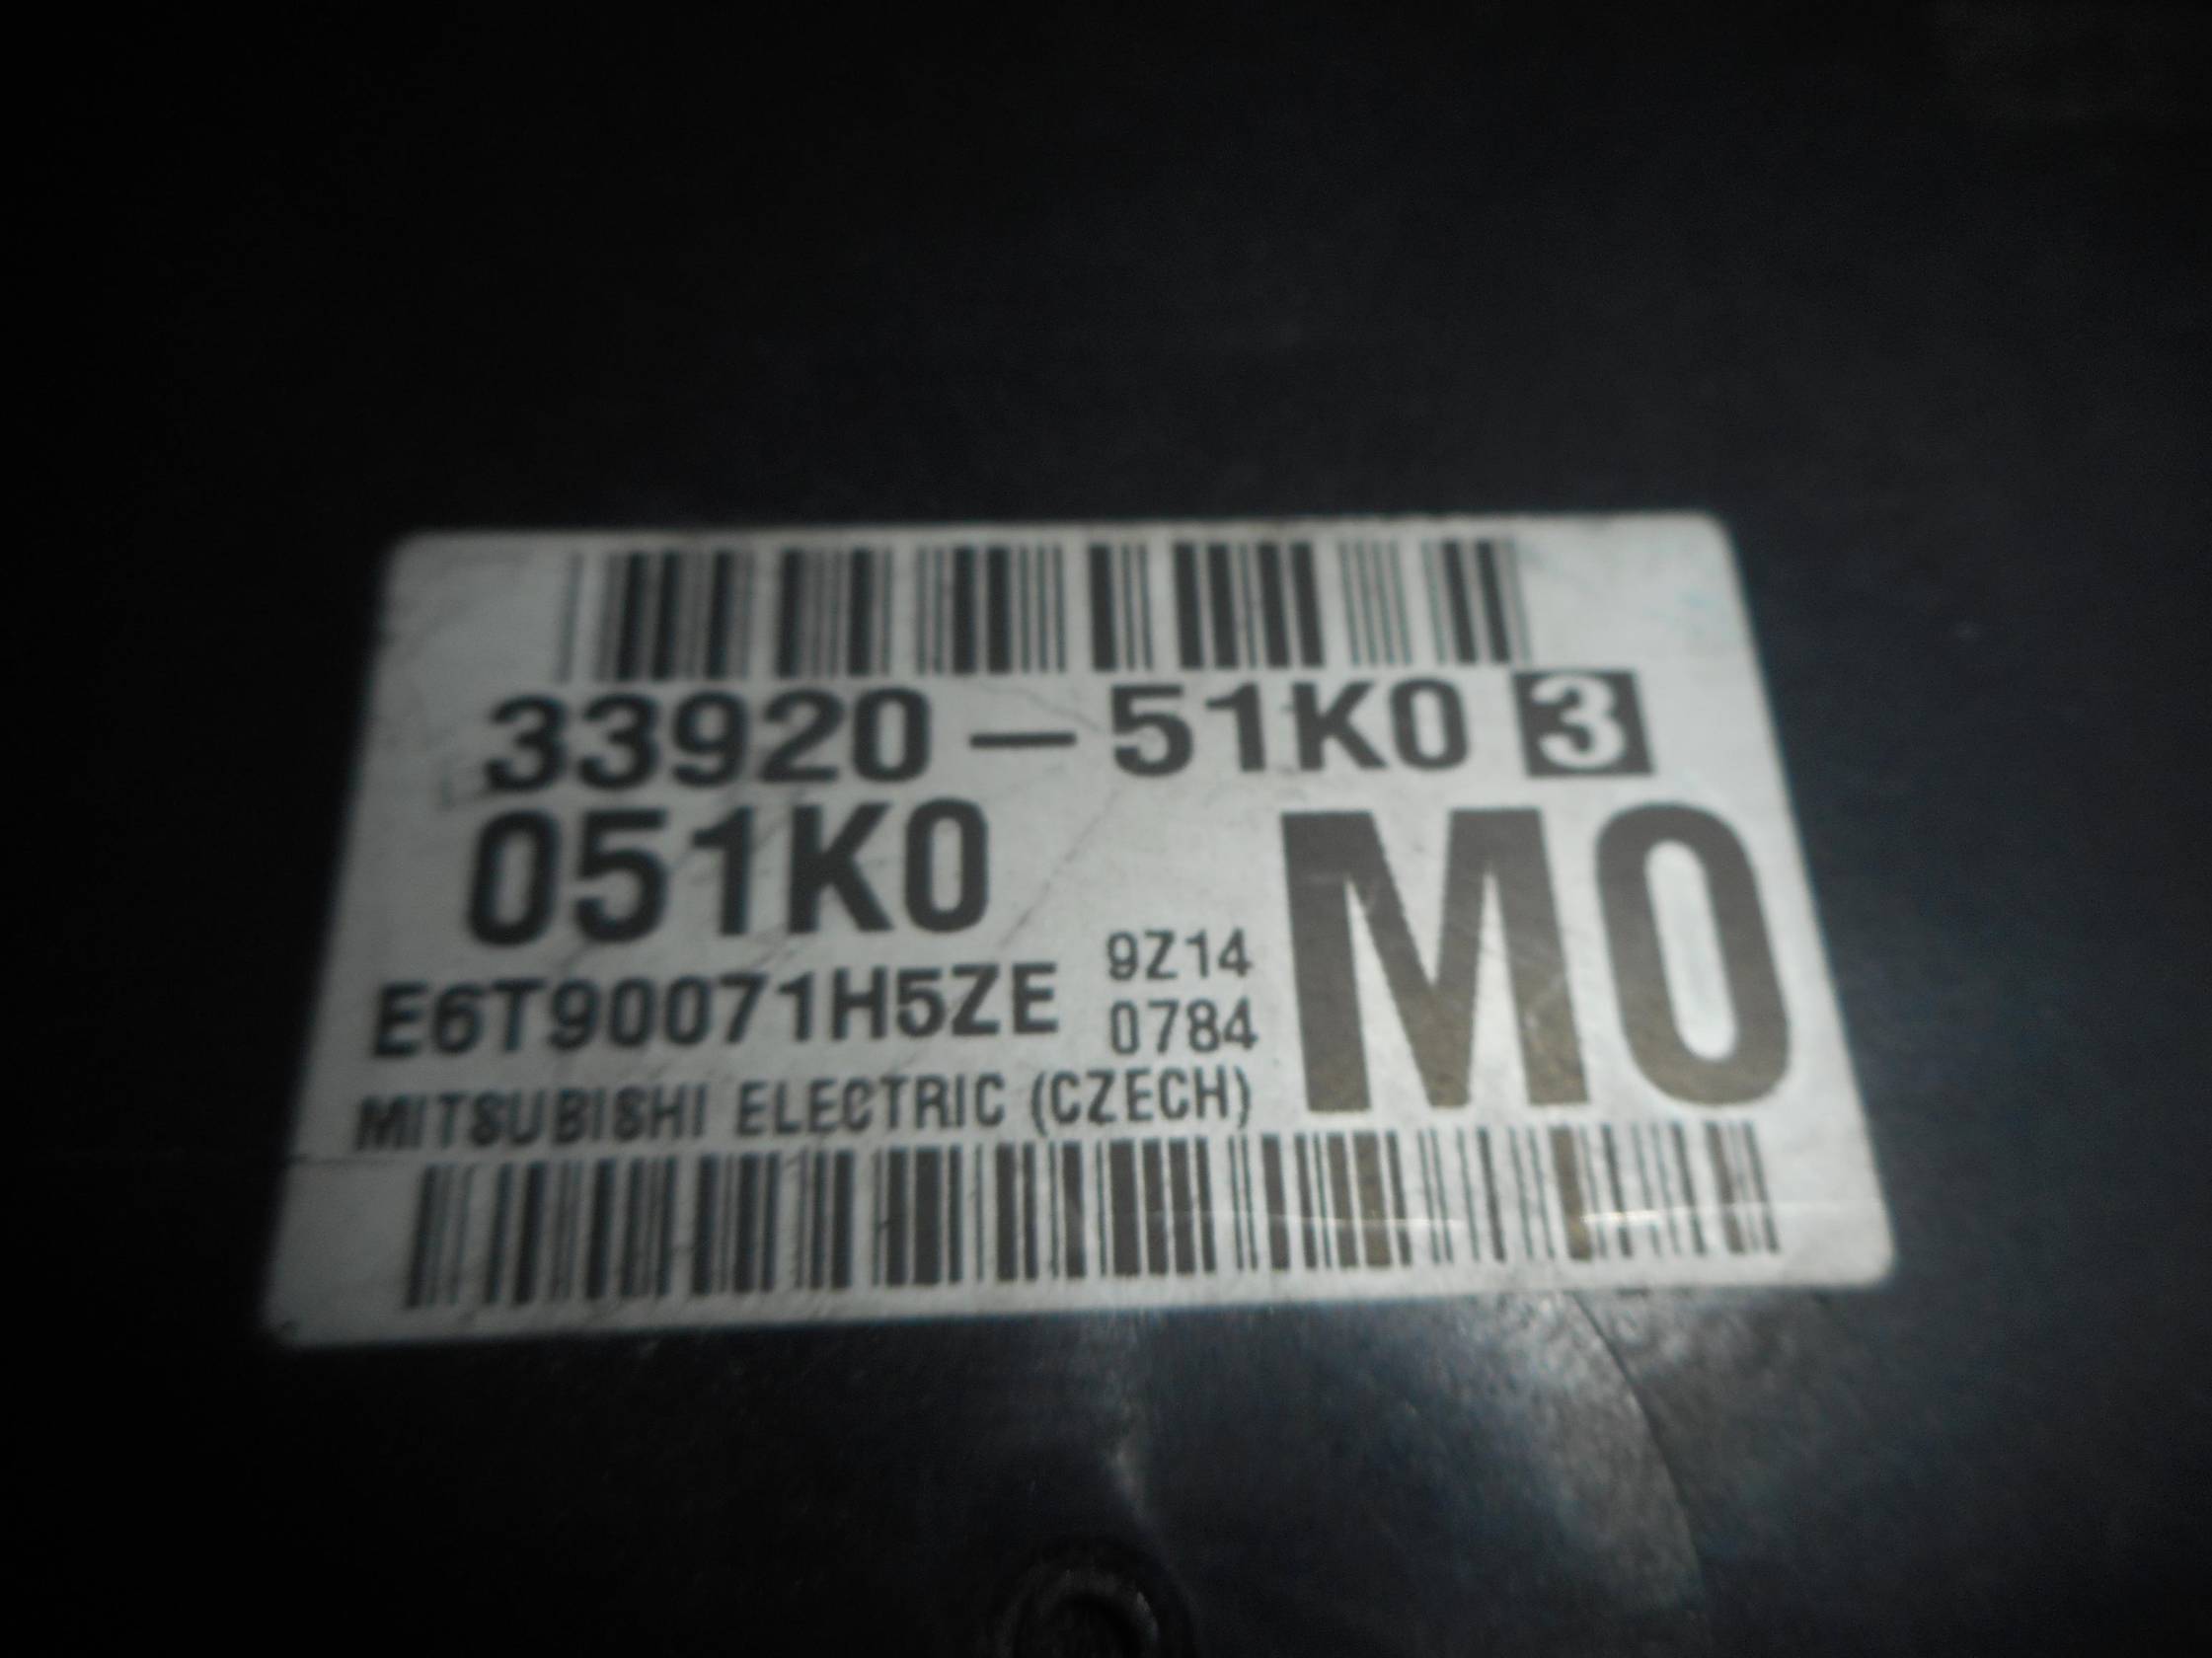 33920-51K0 3
051K0
E6T90071H5ZE
9Z14
0784
M0
MITSUBISHI ELECTRIC (CZECH)